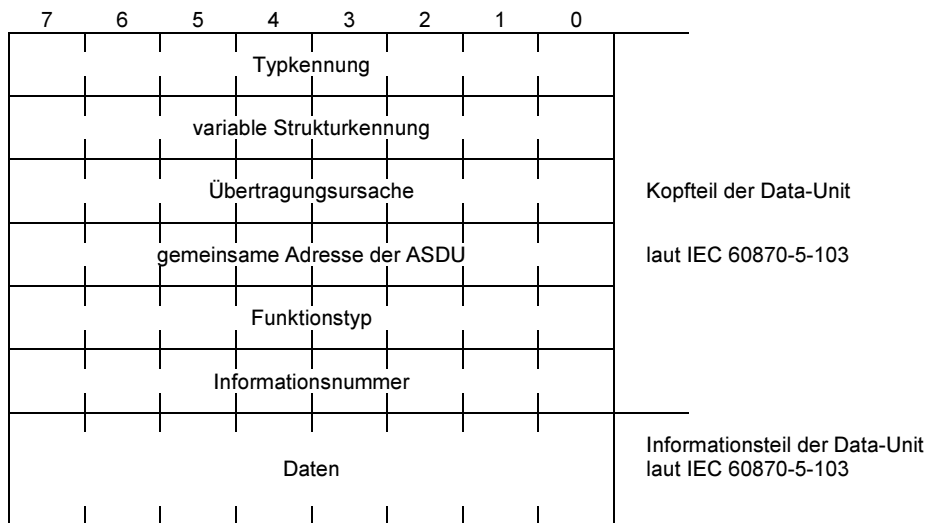 7 6 5 4 3 2 1 0
Typkennung
variable Strukturkennung
Übertragungsursache
Kopfteil der Data-Unit
gemeinsame Adresse der ASDU
laut IEC 60870-5-103
Funktionstyp
Informationsnummer
Daten
Informationsteil der Data-Unit
laut IEC 60870-5-103